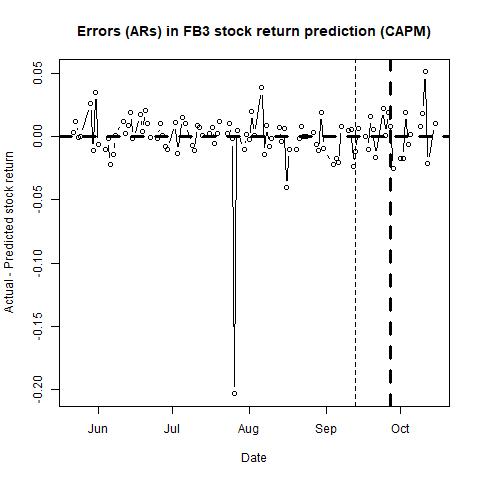 Errors (ARs) in FB3 stock return prediction (CAPM)
Actual - Predicted stock return
0.05
0.00
-0.05
-0.10
-0.15
-0.20
Jun Jul Aug Sep Oct
Date